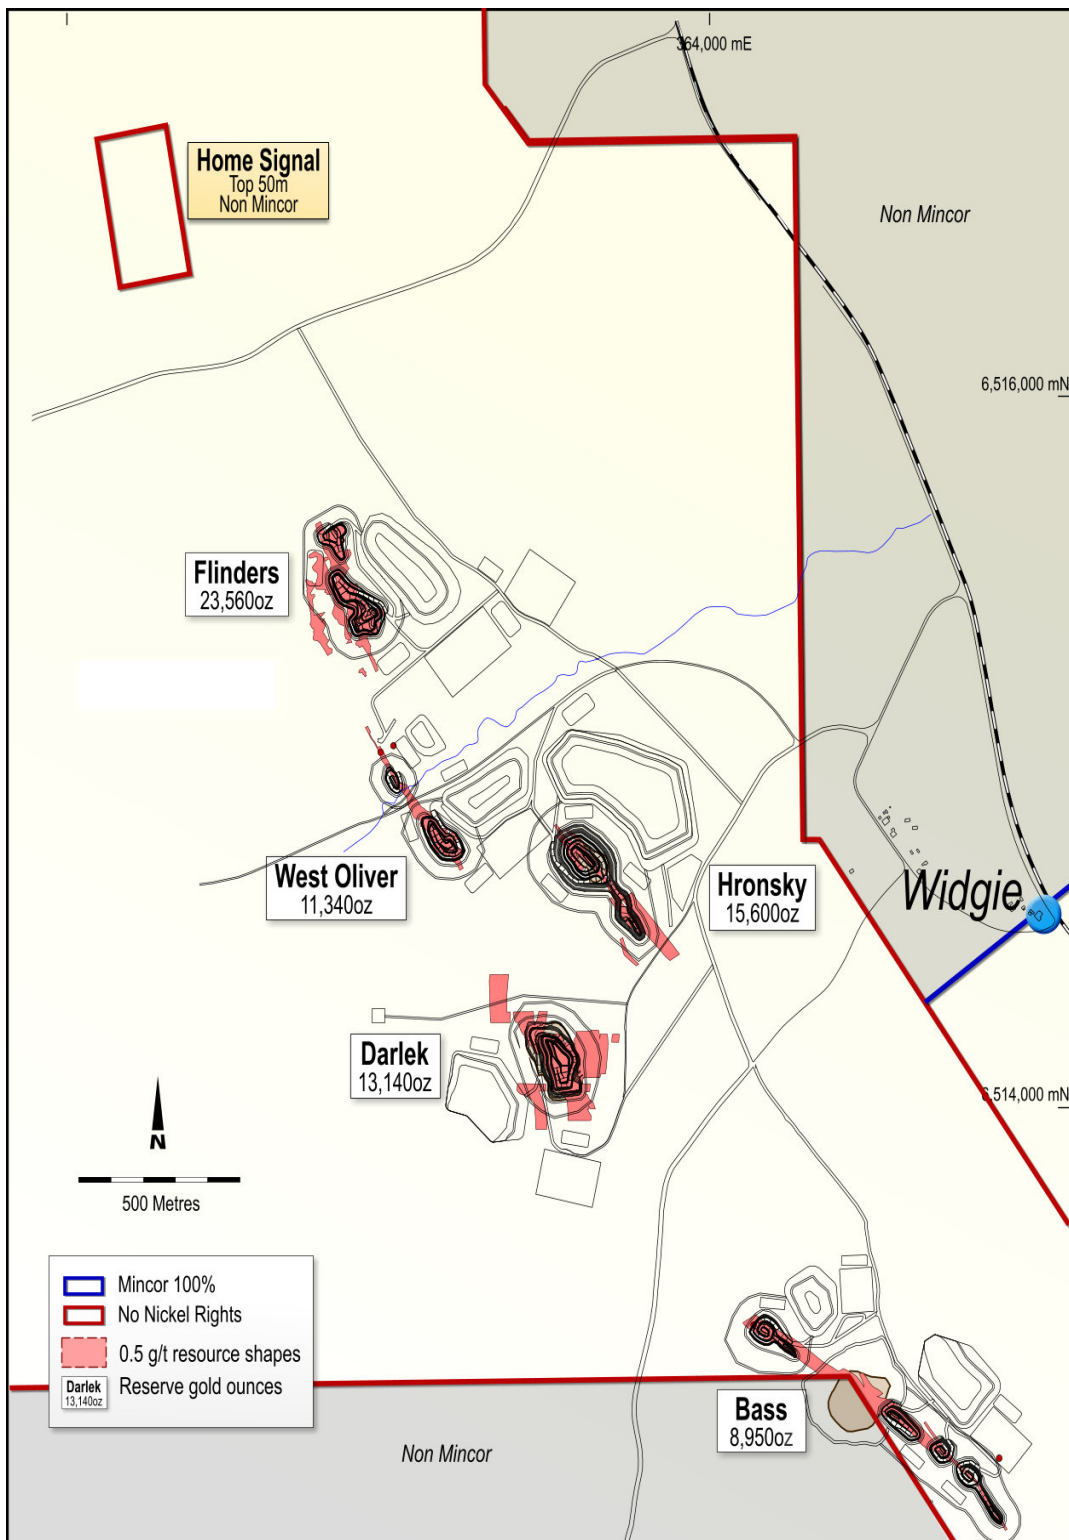 364,000 mE
Home Signal
Top 50m
Non Mincor
Non Mincor
6,516,000 mN
Flinders
23,560oz
West Oliver
11,340oz
Hronsky
15,600oz
Widgie
Darlek
13,140oz
6,514,000 mN
N
500 Metres
Mincor 100%
No Nickel Rights
0.5 g/t resource shapes
Darlek
13,140oz
Reserve gold ounces
Bass
8,950oz
Non Mincor